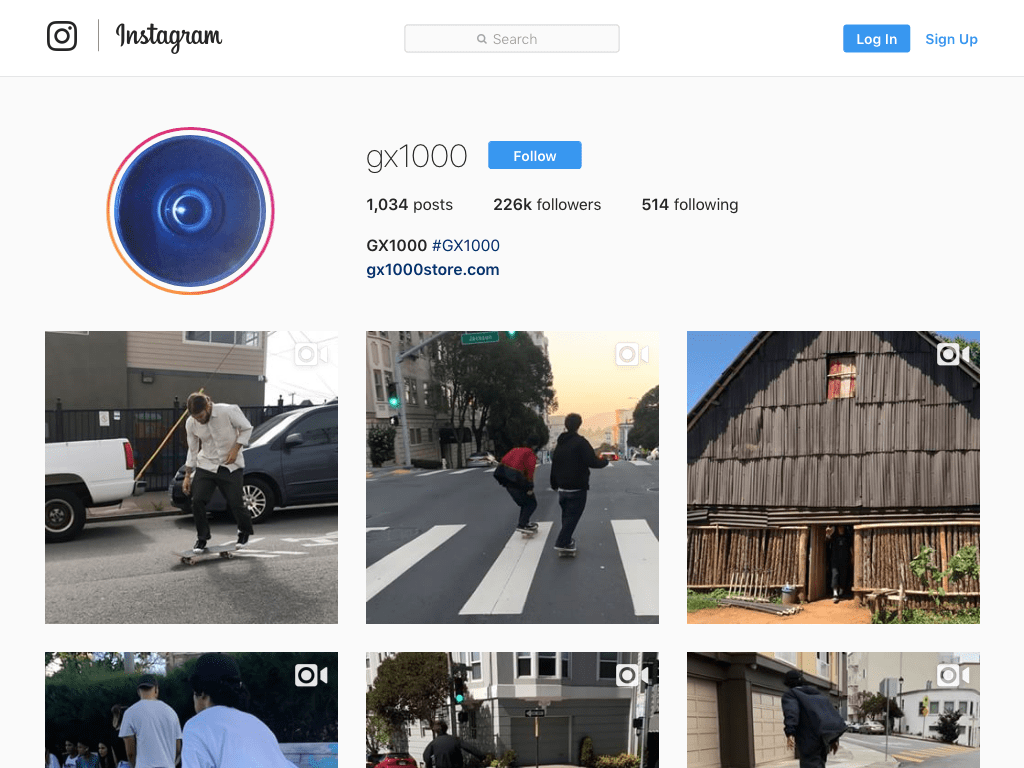 Instagram
Search
Log In
Sign Up
gx1000
Follow
1,034 posts
226k followers
514 following
GX1000 #GX1000
gx1000store.com
Jackson